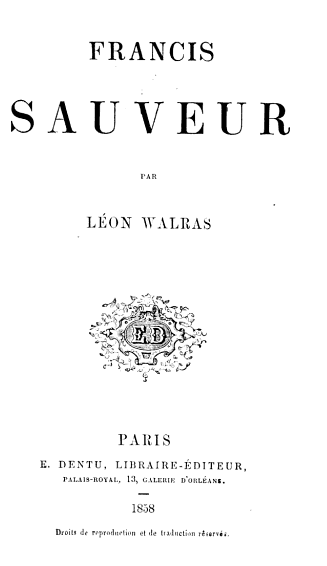 FRANCIS
SAUVEUR
PAR
LÉON WALRAS
E D
PARIS
E. DENTU, LIBRAIRE-ÉDITEUR,
PALAIS-ROYAL, 13, GALERIE D'ORLÉANS.
1858
Droits de reproduction et de traduction réservés.